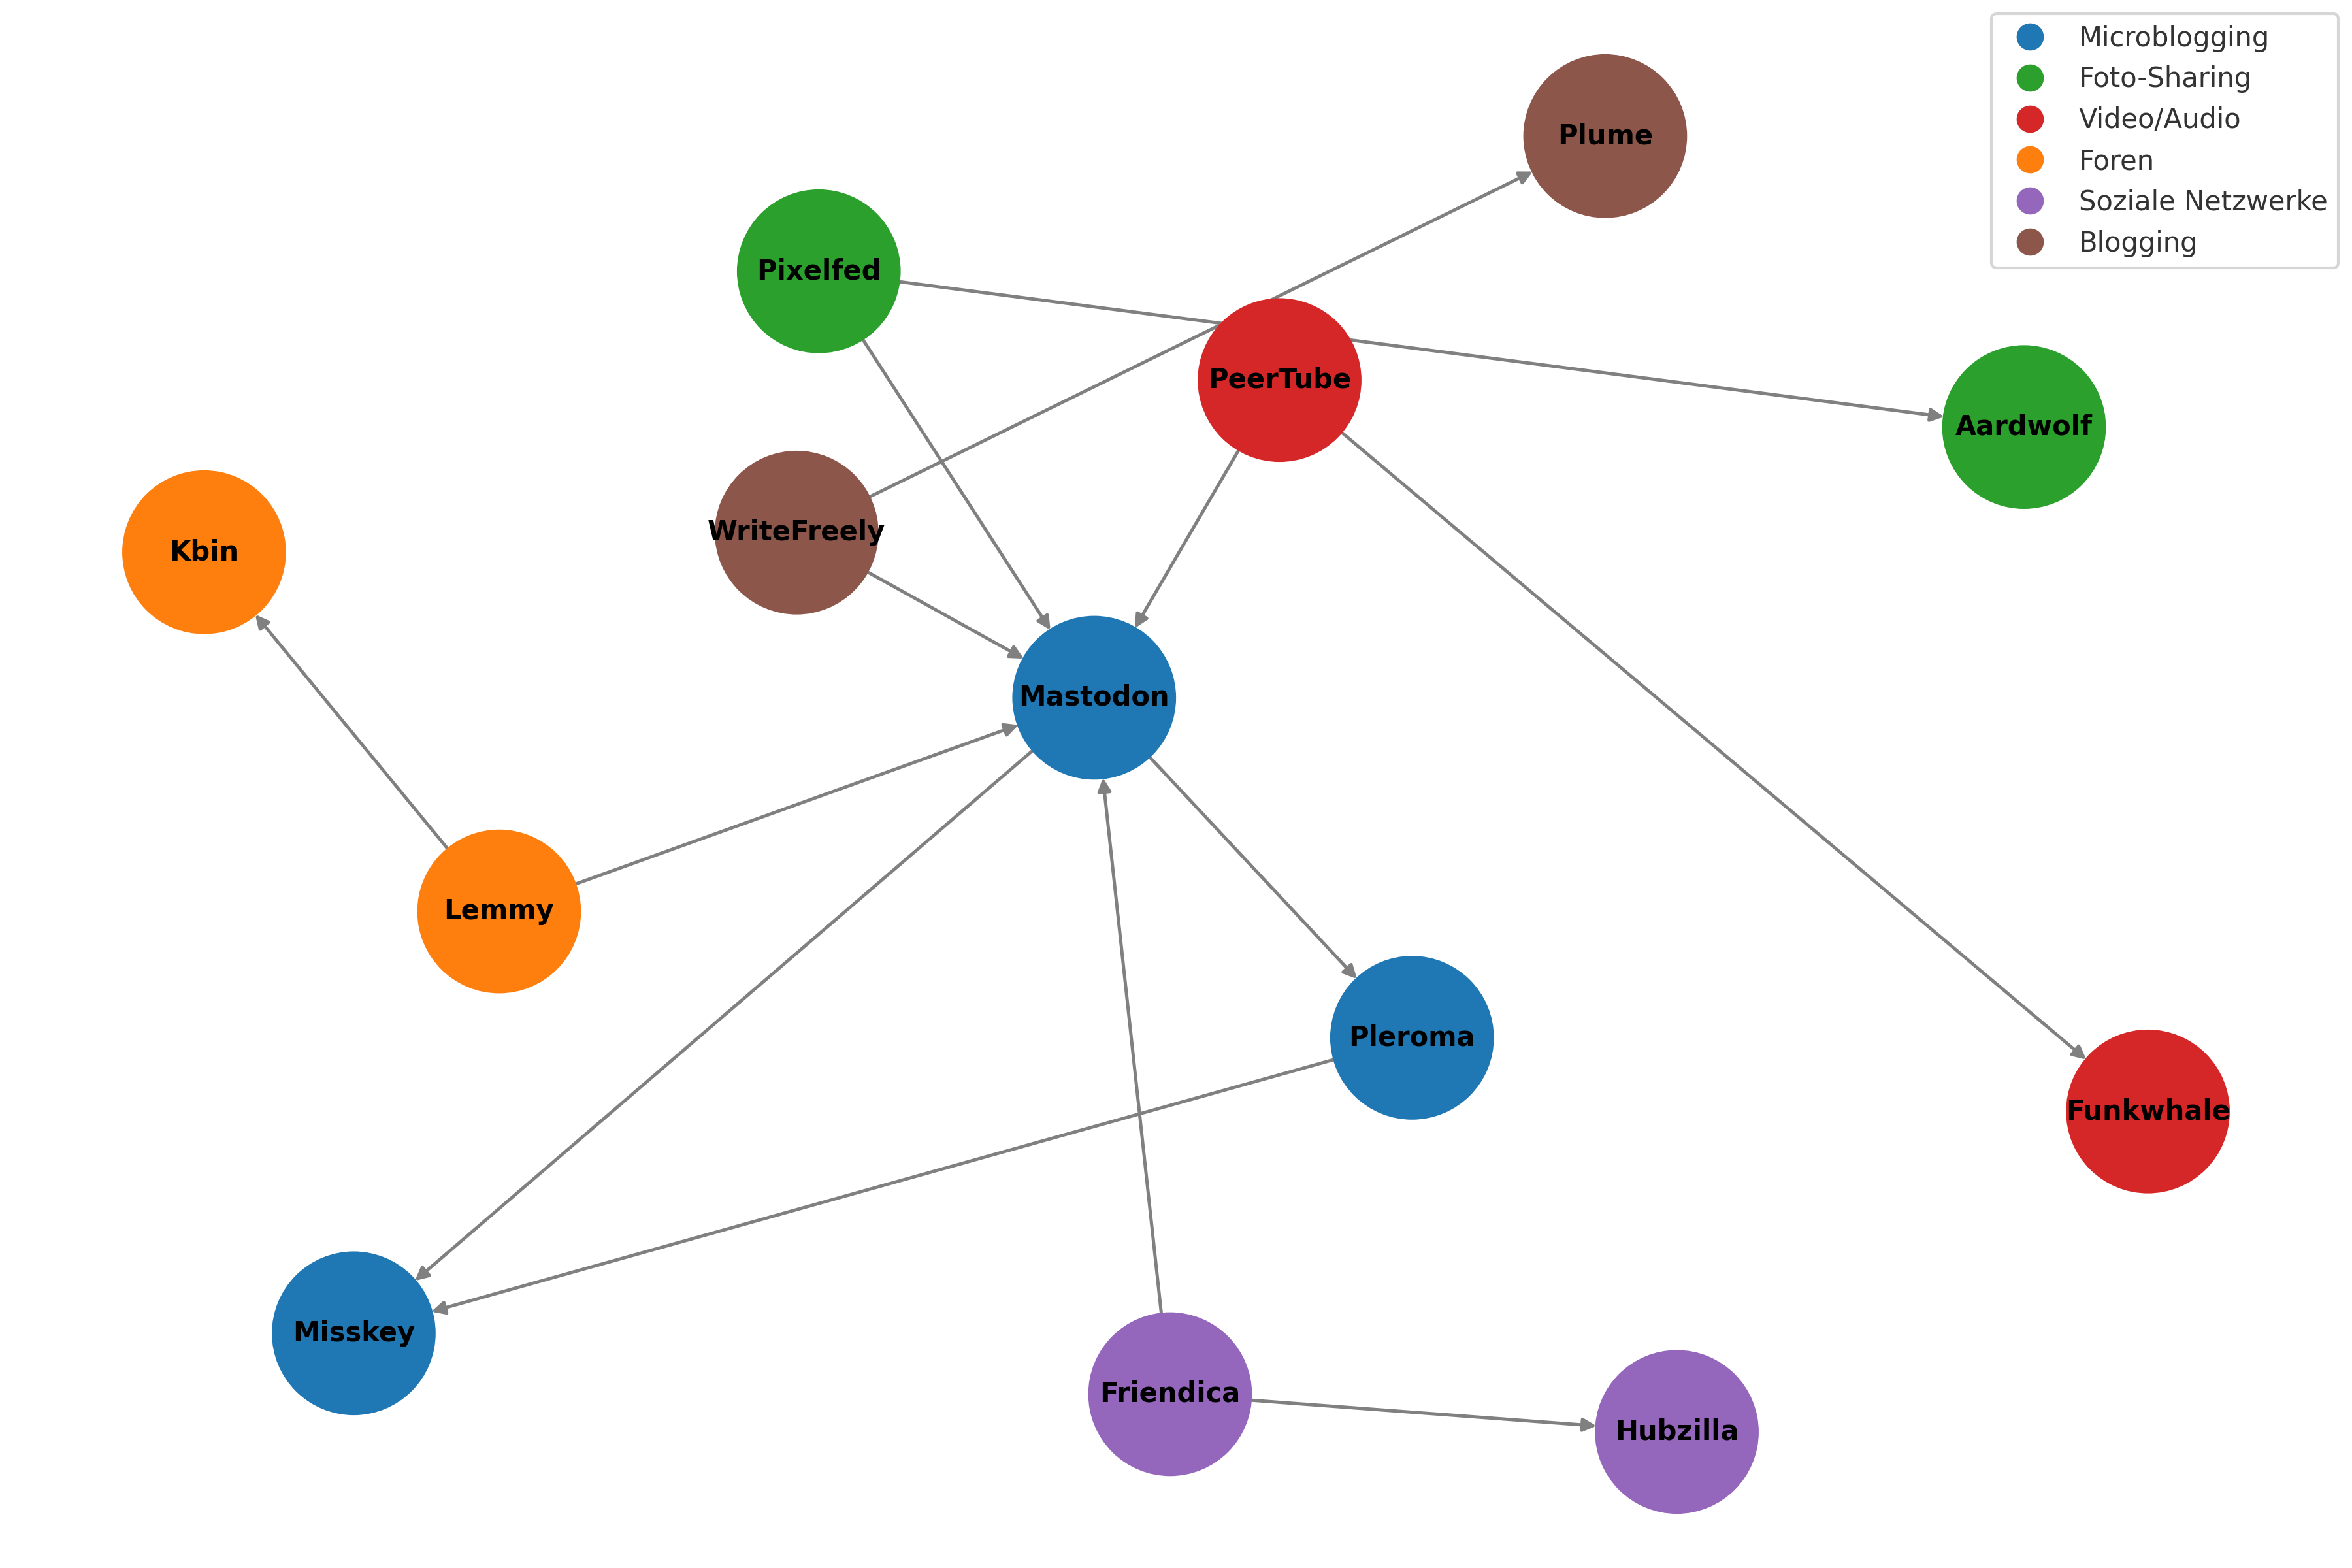 Microblogging
Foto-Sharing
Video/Audio
Foren
Soziale Netzwerke
Blogging
Plume
Pixelfed
PeerTube
Aardwolf
WriteFreely
Kbin
Mastodon
Lemmy
Pleroma
Funkwhale
Misskey
Friendica
Hubzilla